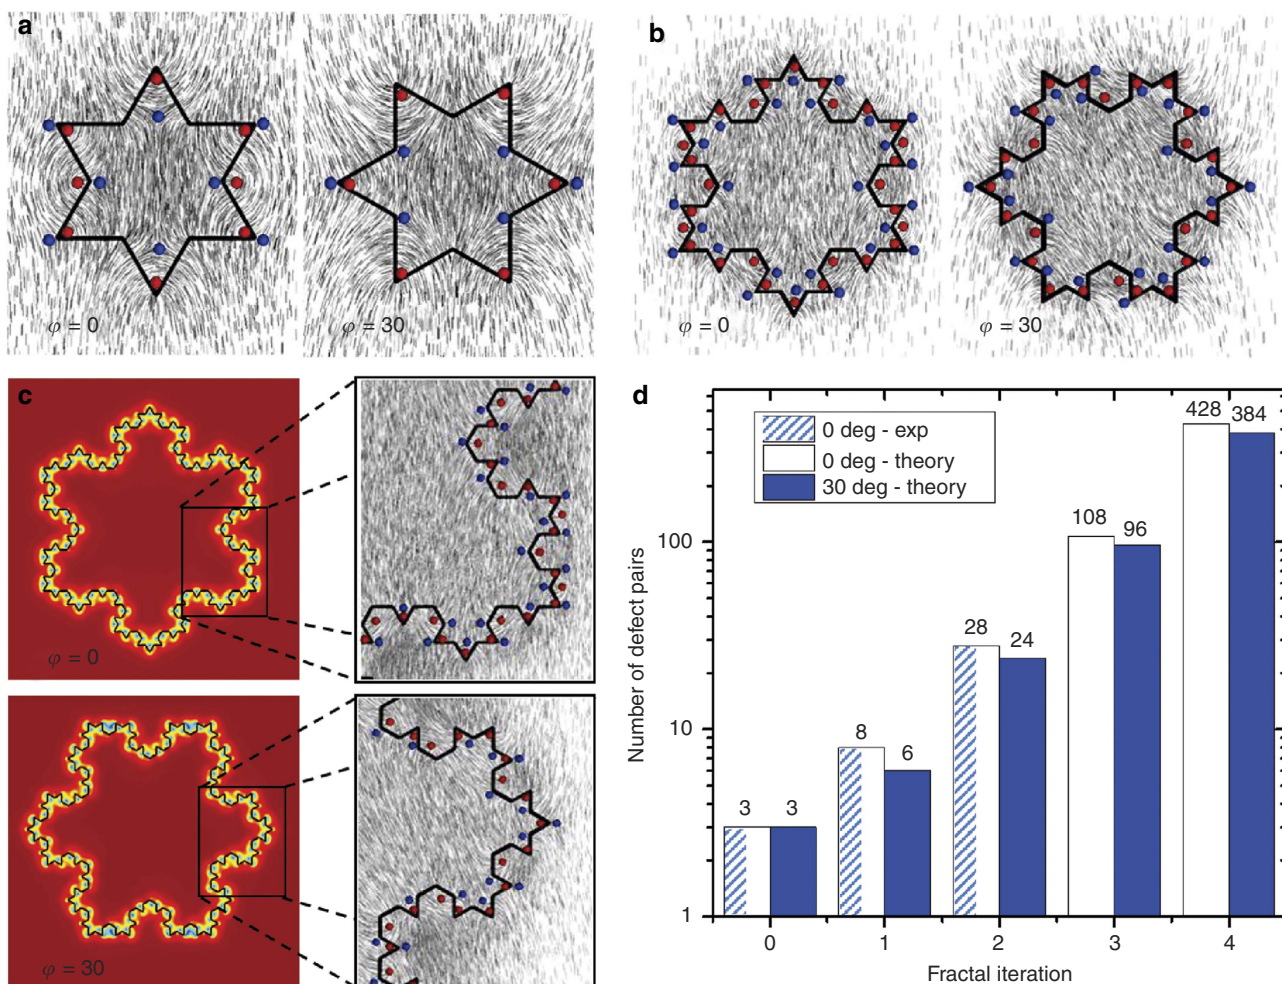 a
φ = 0
φ = 30
b
φ = 0
φ = 30
c
φ = 0
φ = 30
d
0 deg - exp
0 deg - theory
30 deg - theory
Number of defect pairs
100
10
1
3
3
8
6
28
24
108
96
428
384
0
1
2
3
4
Fractal iteration